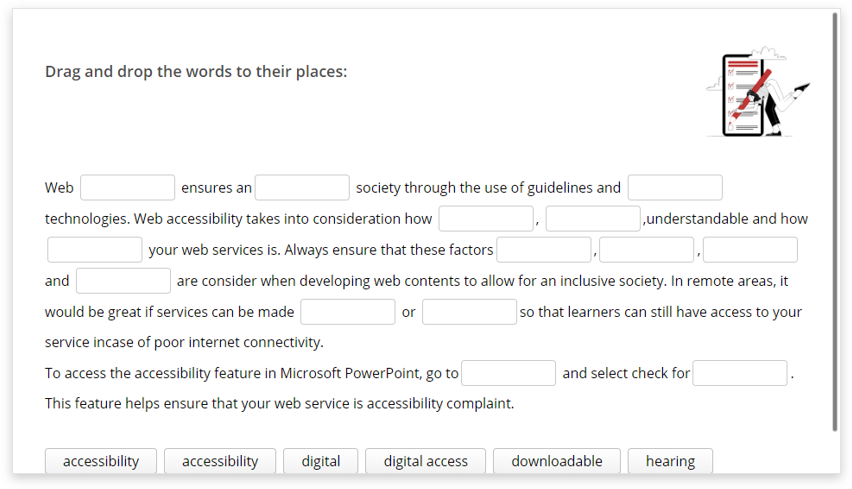 Drag and drop the words to their places:
Web ensures an society through the use of guidelines and
technologies. Web accessibility takes into consideration how , ,understandable and how
your web services is. Always ensure that these factors , ,
and are consider when developing web contents to allow for an inclusive society. In remote areas, it
would be great if services can be made or so that learners can still have access to your
service incase of poor internet connectivity.
To access the accessibility feature in Microsoft PowerPoint, go to and select check for .
This feature helps ensure that your web service is accessibility complaint.
accessibility accessibility digital digital access downloadable hearing